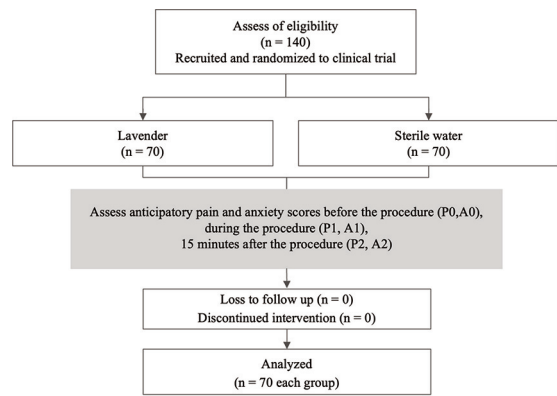 Assess of eligibility
(n = 140)
Recruited and randomized to clinical trial
Lavender
(n = 70)
Sterile water
(n = 70)
Assess anticipatory pain and anxiety scores before the procedure (P0,A0),
during the procedure (P1, A1),
15 minutes after the procedure (P2, A2)
Loss to follow up (n = 0)
Discontinued intervention (n = 0)
Analyzed
(n = 70 each group)